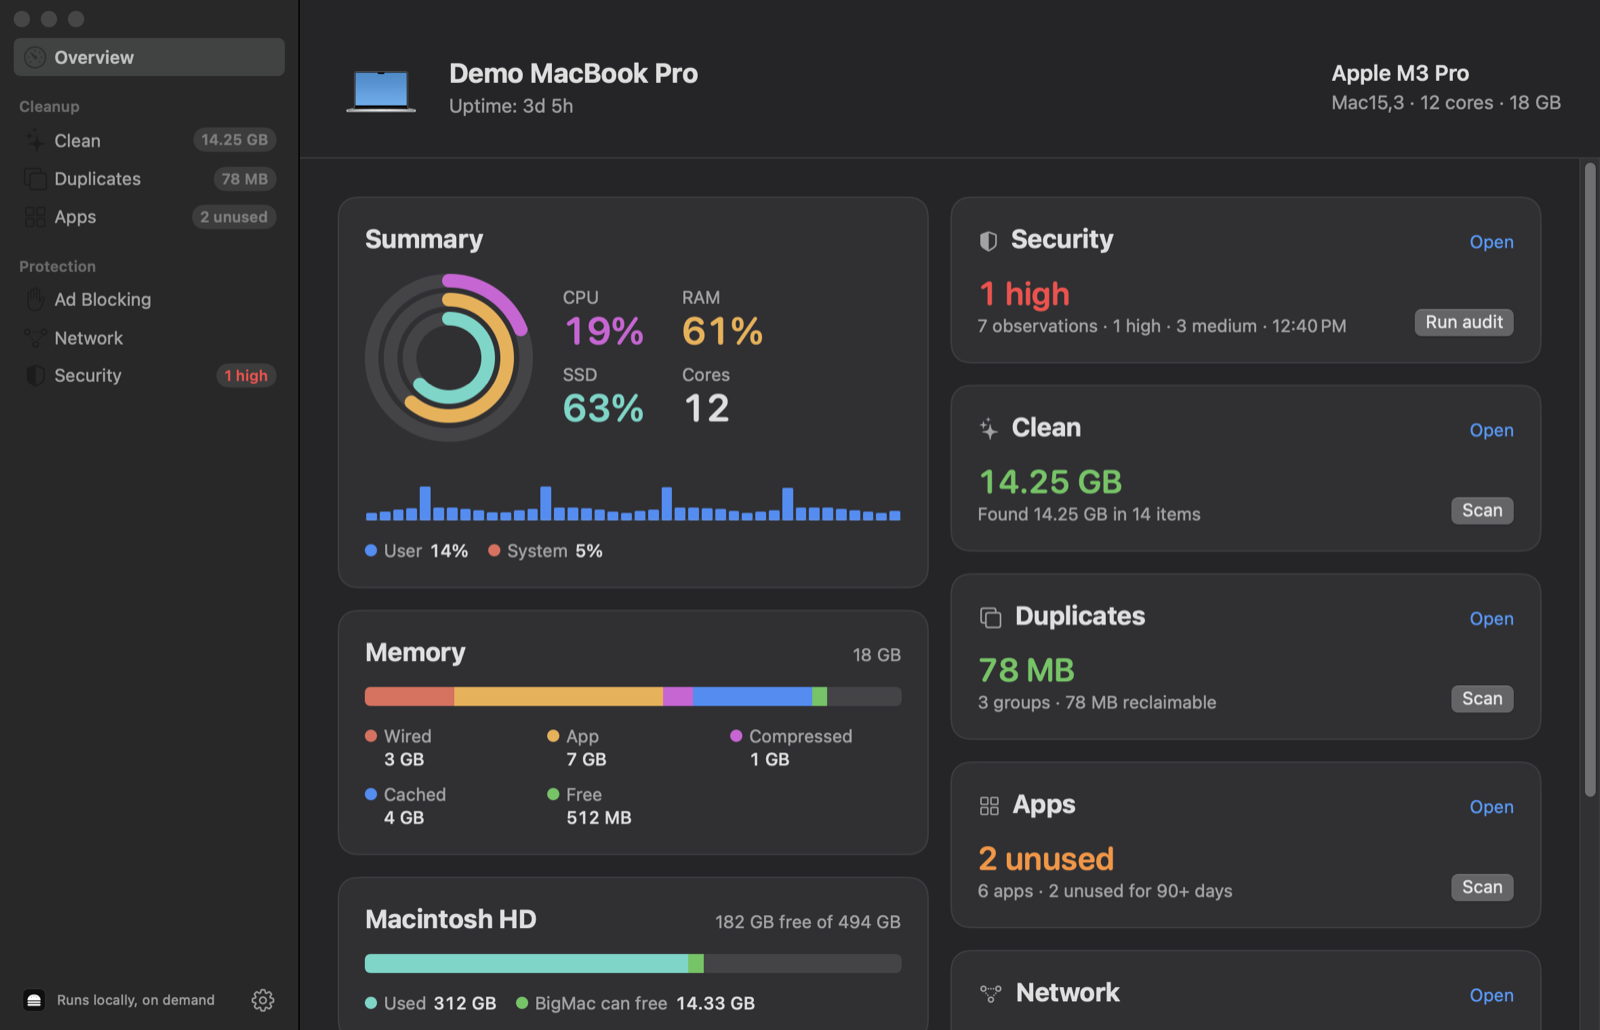 Overview
Cleanup
Clean 14.25 GB
Duplicates 78 MB
Apps 2 unused
Protection
Ad Blocking
Network
Security 1 high
Runs locally, on demand
Demo MacBook Pro
Uptime: 3d 5h
Apple M3 Pro
Mac15,3 · 12 cores · 18 GB
Summary
CPU RAM
19% 61%
SSD Cores
63% 12
User 14% System 5%
Memory 18 GB
Wired App Compressed
3 GB 7 GB 1 GB
Cached Free
4 GB 512 MB
Macintosh HD 182 GB free of 494 GB
Used 312 GB BigMac can free 14.33 GB
Security Open
1 high
7 observations · 1 high · 3 medium · 12:40 PM Run audit
Clean Open
14.25 GB
Found 14.25 GB in 14 items Scan
Duplicates Open
78 MB
3 groups · 78 MB reclaimable Scan
Apps Open
2 unused
6 apps · 2 unused for 90+ days Scan
Network Open